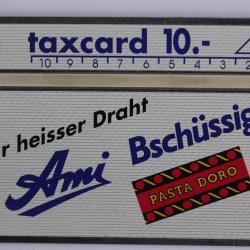 taxcard 10.-
10 9 8 7 6 5 4 3 2
r heisser Draht
Ami Bschüssig
PASTA DORO